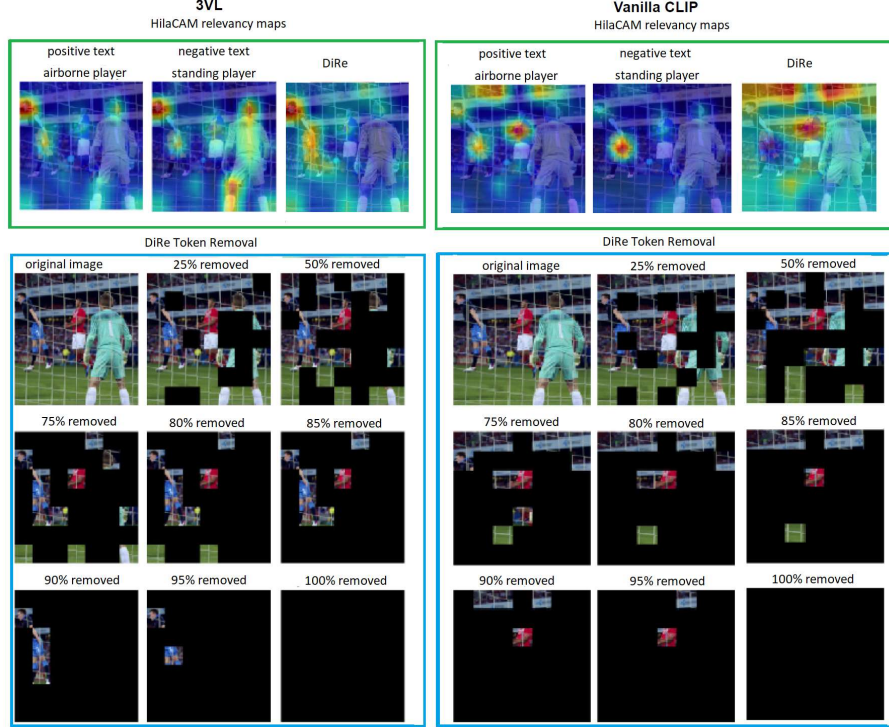 3VL
HilaCAM relevancy maps
positive text
airborne player
negative text
standing player
DiRe
DiRe Token Removal
original image
25% removed
50% removed
75% removed
80% removed
85% removed
90% removed
95% removed
100% removed
Vanilla CLIP
HilaCAM relevancy maps
positive text
airborne player
negative text
standing player
DiRe
DiRe Token Removal
original image
25% removed
50% removed
75% removed
80% removed
85% removed
90% removed
95% removed
100% removed